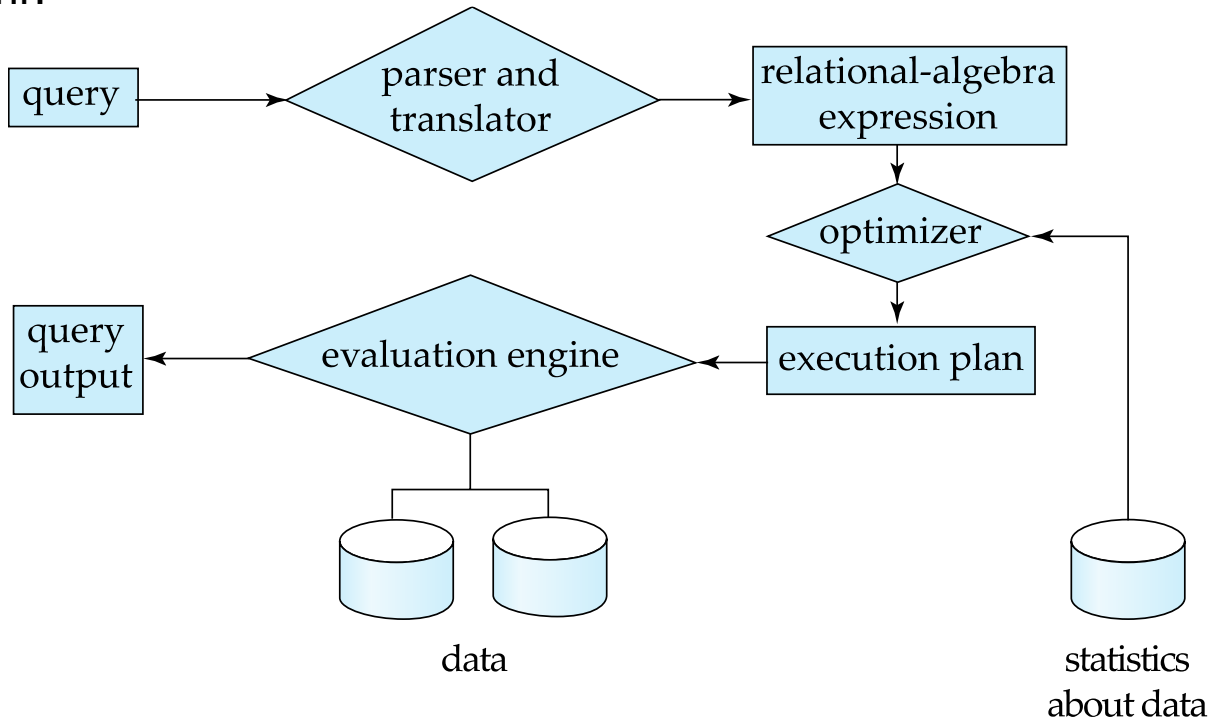 query
parser and
translator
relational-algebra
expression
optimizer
query
output
evaluation engine
execution plan
data
statistics
about data